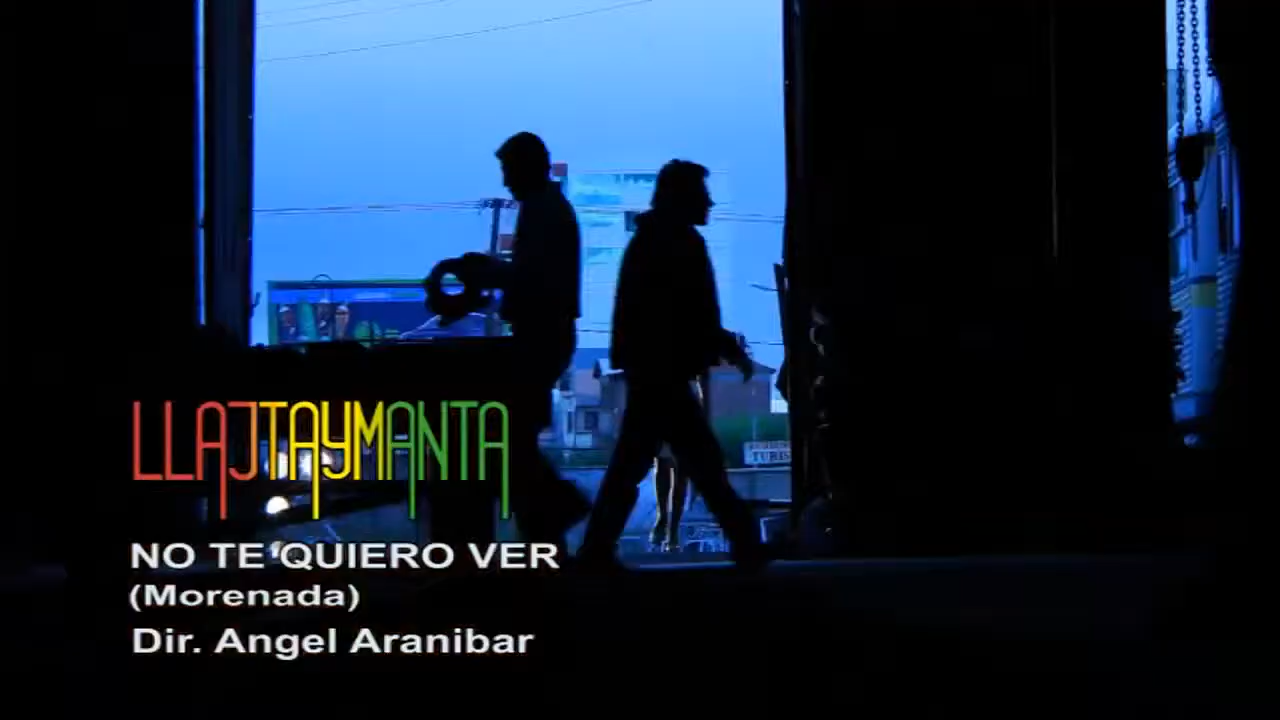 LLAJTAYMANTA
NO TE QUIERO VER
(Morenada)
Dir. Angel Aranibar